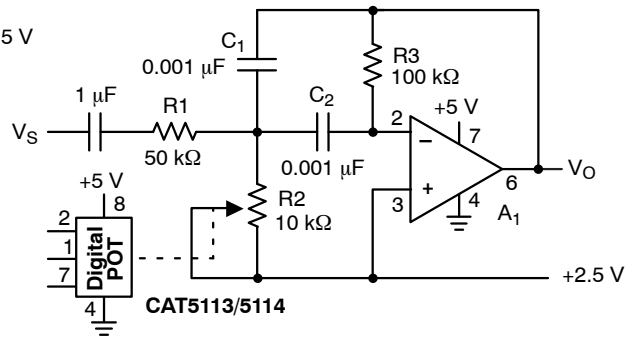 5 V
C1
0.001 μF
R3
100 kΩ
1 μF
R1
C2
+5 V
VS
2
7
−
50 kΩ
0.001 μF
6
VO
+5 V
8
R2
10 kΩ
3
+
4
A1
2
1
7
Digital
POT
+2.5 V
4
CAT5113/5114